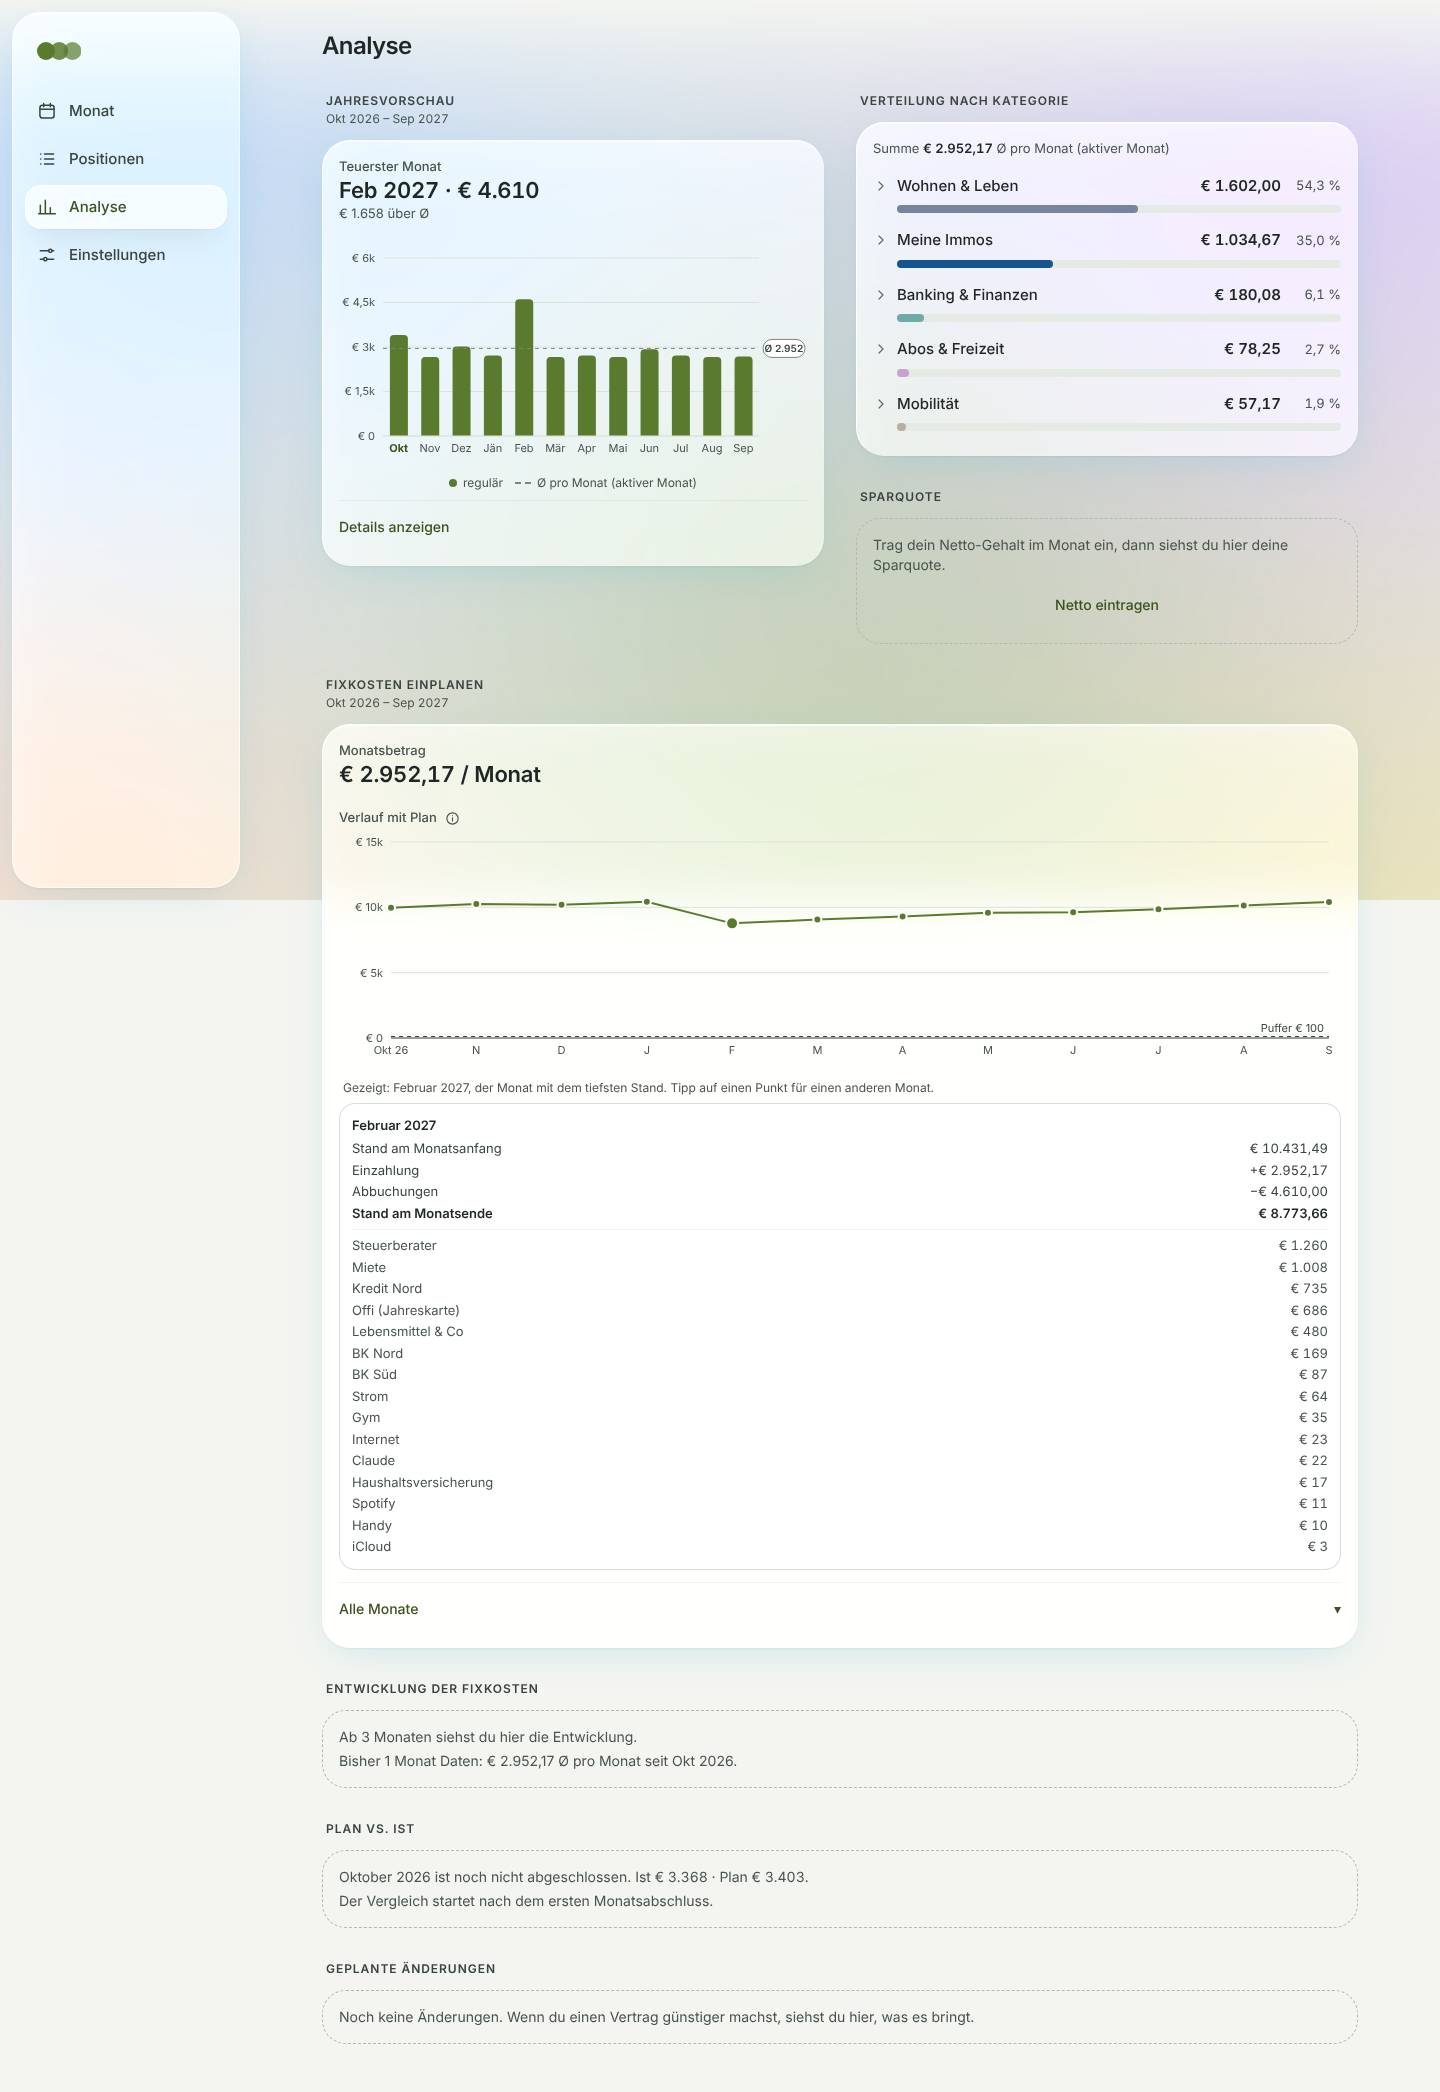 Monat
Positionen
Analyse
Einstellungen
Analyse
JAHRESVORSCHAU
Okt 2026 – Sep 2027
Teuerster Monat
Feb 2027 · € 4.610
€ 1.658 über Ø
€ 6k
€ 4,5k
€ 3k
€ 1,5k
€ 0
Ø 2.952
Okt Nov Dez Jän Feb Mär Apr Mai Jun Jul Aug Sep
regulär Ø pro Monat (aktiver Monat)
Details anzeigen
VERTEILUNG NACH KATEGORIE
Summe € 2.952,17 Ø pro Monat (aktiver Monat)
Wohnen & Leben € 1.602,00 54,3 %
Meine Immos € 1.034,67 35,0 %
Banking & Finanzen € 180,08 6,1 %
Abos & Freizeit € 78,25 2,7 %
Mobilität € 57,17 1,9 %
SPARQUOTE
Trag dein Netto-Gehalt im Monat ein, dann siehst du hier deine
Sparquote.
Netto eintragen
FIXKOSTEN EINPLANEN
Okt 2026 – Sep 2027
Monatsbetrag
€ 2.952,17 / Monat
Verlauf mit Plan
€ 15k
€ 10k
€ 5k
€ 0
Puffer € 100
Okt 26 N D J F M A M J J A S
Gezeigt: Februar 2027, der Monat mit dem tiefsten Stand. Tipp auf einen Punkt für einen anderen Monat.
Februar 2027
Stand am Monatsanfang € 10.431,49
Einzahlung +€ 2.952,17
Abbuchungen −€ 4.610,00
Stand am Monatsende € 8.773,66
Steuerberater € 1.260
Miete € 1.008
Kredit Nord € 735
Offi (Jahreskarte) € 686
Lebensmittel & Co € 480
BK Nord € 169
BK Süd € 87
Strom € 64
Gym € 35
Internet € 23
Claude € 22
Haushaltsversicherung € 17
Spotify € 11
Handy € 10
iCloud € 3
Alle Monate ▾
ENTWICKLUNG DER FIXKOSTEN
Ab 3 Monaten siehst du hier die Entwicklung.
Bisher 1 Monat Daten: € 2.952,17 Ø pro Monat seit Okt 2026.
PLAN VS. IST
Oktober 2026 ist noch nicht abgeschlossen. Ist € 3.368 · Plan € 3.403.
Der Vergleich startet nach dem ersten Monatsabschluss.
GEPLANTE ÄNDERUNGEN
Noch keine Änderungen. Wenn du einen Vertrag günstiger machst, siehst du hier, was es bringt.